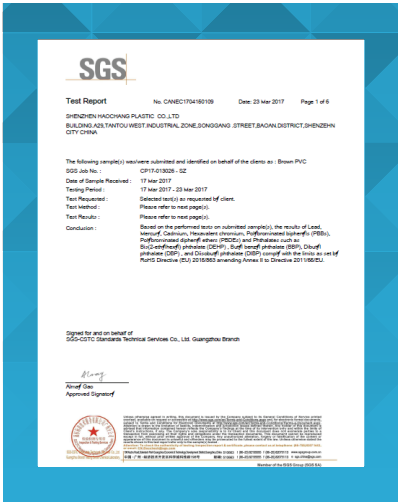 SGS
Test Report No. CANEC1704150109 Date: 23 Mar 2017 Page 1 of 6
SHENZHEN HAOCHANG PLASTIC CO.,LTD
BUILDING.A29,TANTOU WEST.INDUSTRIAL ZONE,SONGGANG .STREET,BAOAN.DISTRICT,SHENZEHN
CITY CHINA
The following sample(s) was/were submitted and identified on behalf of the clients as : Brown PVC
SGS Job No. : CP17-013026 - SZ
Date of Sample Received : 17 Mar 2017
Testing Period : 17 Mar 2017 - 23 Mar 2017
Test Requested : Selected test(s) as requested by client.
Test Method : Please refer to next page(s).
Test Results : Please refer to next page(s).
Conclusion : Based on the performed tests on submitted sample(s), the results of Lead,
Mercury, Cadmium, Hexavalent chromium, Polybrominated biphenyls (PBBs),
Polybrominated diphenyl ethers (PBDEs) and Phthalates such as
Bis(2-ethylhexyl) phthalate (DEHP) , Butyl benzyl phthalate (BBP), Dibutyl
phthalate (DBP) , and Diisobutyl phthalate (DIBP) comply with the limits as set by
RoHS Directive (EU) 2015/863 amending Annex II to Directive 2011/65/EU.
Signed for and on behalf of
SGS-CSTC Standards Technical Services Co., Ltd. Guangzhou Branch
Approved Signatory
Member of the SGS Group (SGS SA)